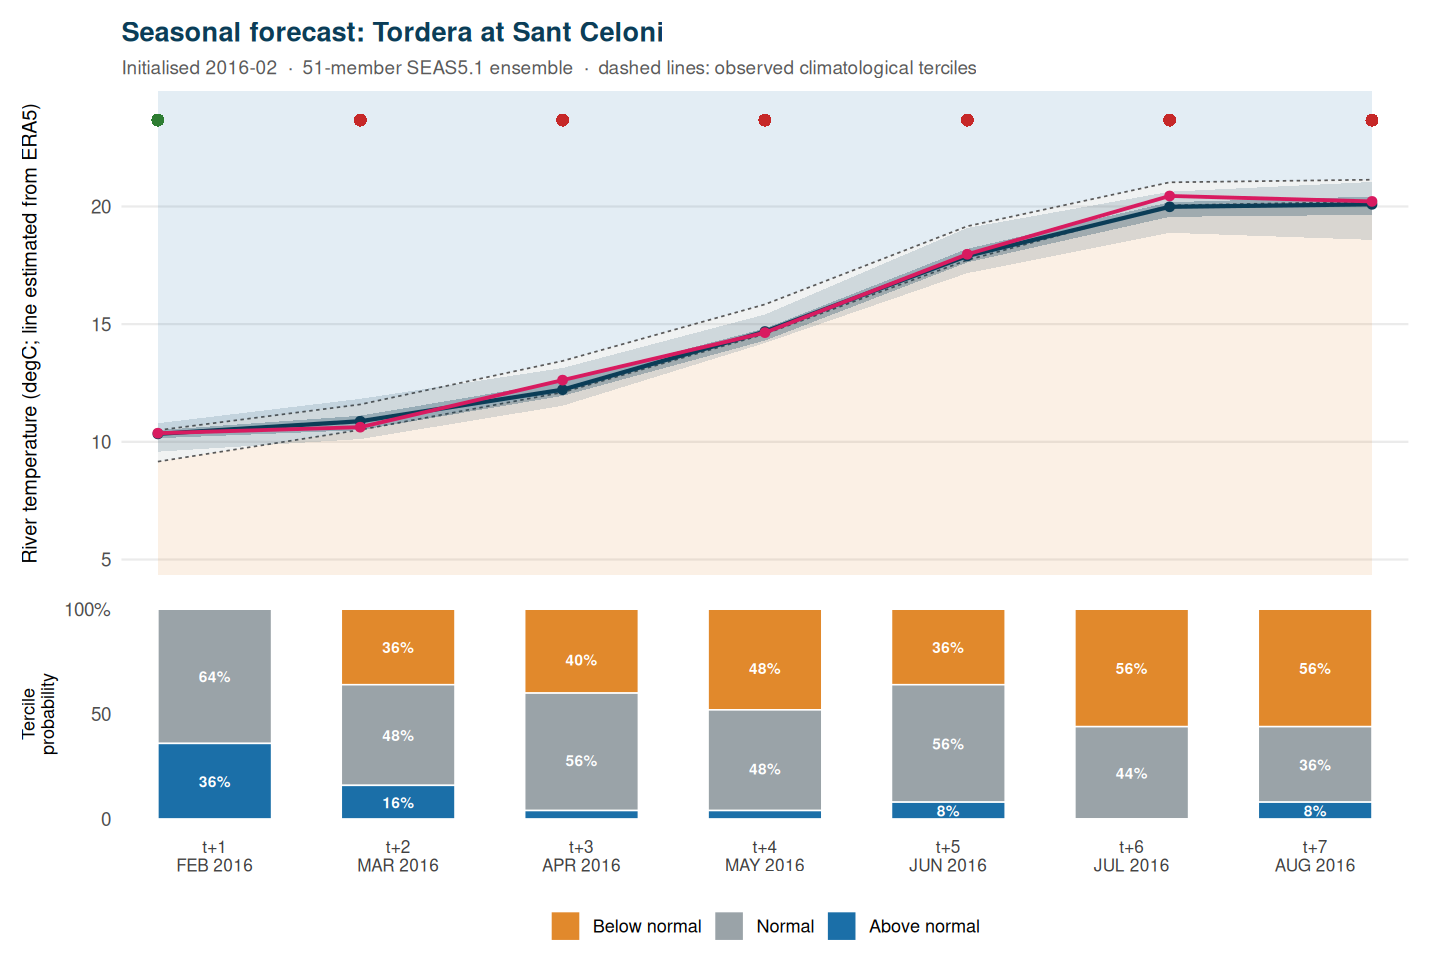 Seasonal forecast: Tordera at Sant Celoni
Initialised 2016-02 · 51-member SEAS5.1 ensemble · dashed lines: observed climatological terciles
River temperature (degC; line estimated from ERA5)
20
15
10
5
Tercile
probability
100%
50
0
64%
36%
36%
48%
16%
40%
56%
48%
48%
36%
56%
8%
56%
44%
56%
36%
8%
t+1
FEB 2016
t+2
MAR 2016
t+3
APR 2016
t+4
MAY 2016
t+5
JUN 2016
t+6
JUL 2016
t+7
AUG 2016
Below normal
Normal
Above normal